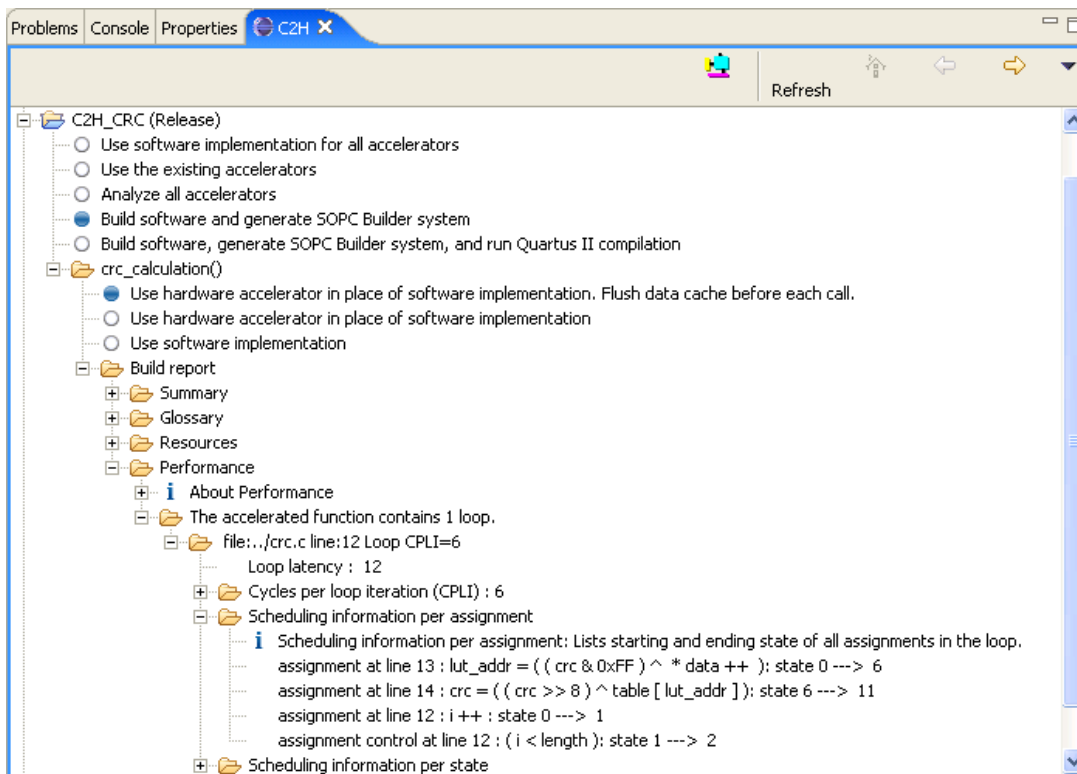 Problems Console Properties C2H
Refresh
C2H_CRC (Release)
Use software implementation for all accelerators
Use the existing accelerators
Analyze all accelerators
Build software and generate SOPC Builder system
Build software, generate SOPC Builder system, and run Quartus II compilation
crc_calculation()
Use hardware accelerator in place of software implementation. Flush data cache before each call.
Use hardware accelerator in place of software implementation
Use software implementation
Build report
Summary
Glossary
Resources
Performance
i About Performance
The accelerated function contains 1 loop.
file:../crc.c line:12 Loop CPLI=6
Loop latency : 12
Cycles per loop iteration (CPLI) : 6
Scheduling information per assignment
i Scheduling information per assignment: Lists starting and ending state of all assignments in the loop.
assignment at line 13 : lut_addr = ( ( crc & 0xFF ) ^ * data ++ ): state 0 ---> 6
assignment at line 14 : crc = ( ( crc >> 8 ) ^ table [ lut_addr ] ): state 6 ---> 11
assignment at line 12 : i ++ : state 0 ---> 1
assignment control at line 12 : ( i < length ): state 1 ---> 2
Scheduling information per state